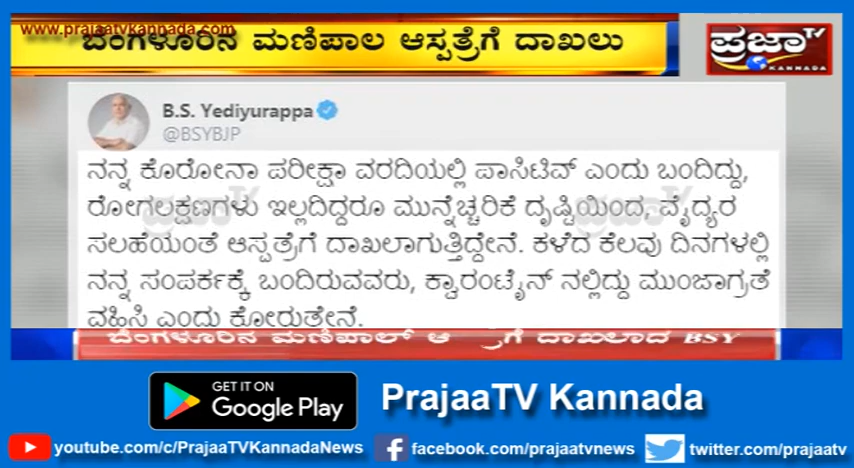 www.prajaatvkannada.com
ಬೆಂಗಳೂರಿನ ಮಣಿಪಾಲ ಆಸ್ಪತ್ರೆಗೆ ದಾಖಲು
ಪ್ರಜಾ TV
KANNADA
B.S. Yediyurappa
@BSYBJP
ನನ್ನ ಕೊರೋನಾ ಪರೀಕ್ಷಾ ವರದಿಯಲ್ಲಿ ಪಾಸಿಟಿವ್ ಎಂದು ಬಂದಿದ್ದು,
ರೋಗಲಕ್ಷಣಗಳು ಇಲ್ಲದಿದ್ದರೂ ಮುನ್ನೆಚ್ಚರಿಕೆ ದೃಷ್ಟಿಯಿಂದ, ವೈದ್ಯರ
ಸಲಹೆಯಂತೆ ಆಸ್ಪತ್ರೆಗೆ ದಾಖಲಾಗುತ್ತಿದ್ದೇನೆ. ಕಳೆದ ಕೆಲವು ದಿನಗಳಲ್ಲಿ
ನನ್ನ ಸಂಪರ್ಕಕ್ಕೆ ಬಂದಿರುವವರು, ಕ್ವಾರಂಟೈನ್ ನಲ್ಲಿದ್ದು ಮುಂಜಾಗ್ರತೆ
ವಹಿಸಿ ಎಂದು ಕೋರುತ್ತೇನೆ.
ಬೆಂಗಳೂರಿನ ಮಣಿಪಾಲ್ ದಾಖಲಾದ BSY
GET IT ON
Google Play
PrajaaTV Kannada
youtube.com/c/PrajaaTVKannadaNews
facebook.com/prajaatvnews
twitter.com/prajaatv